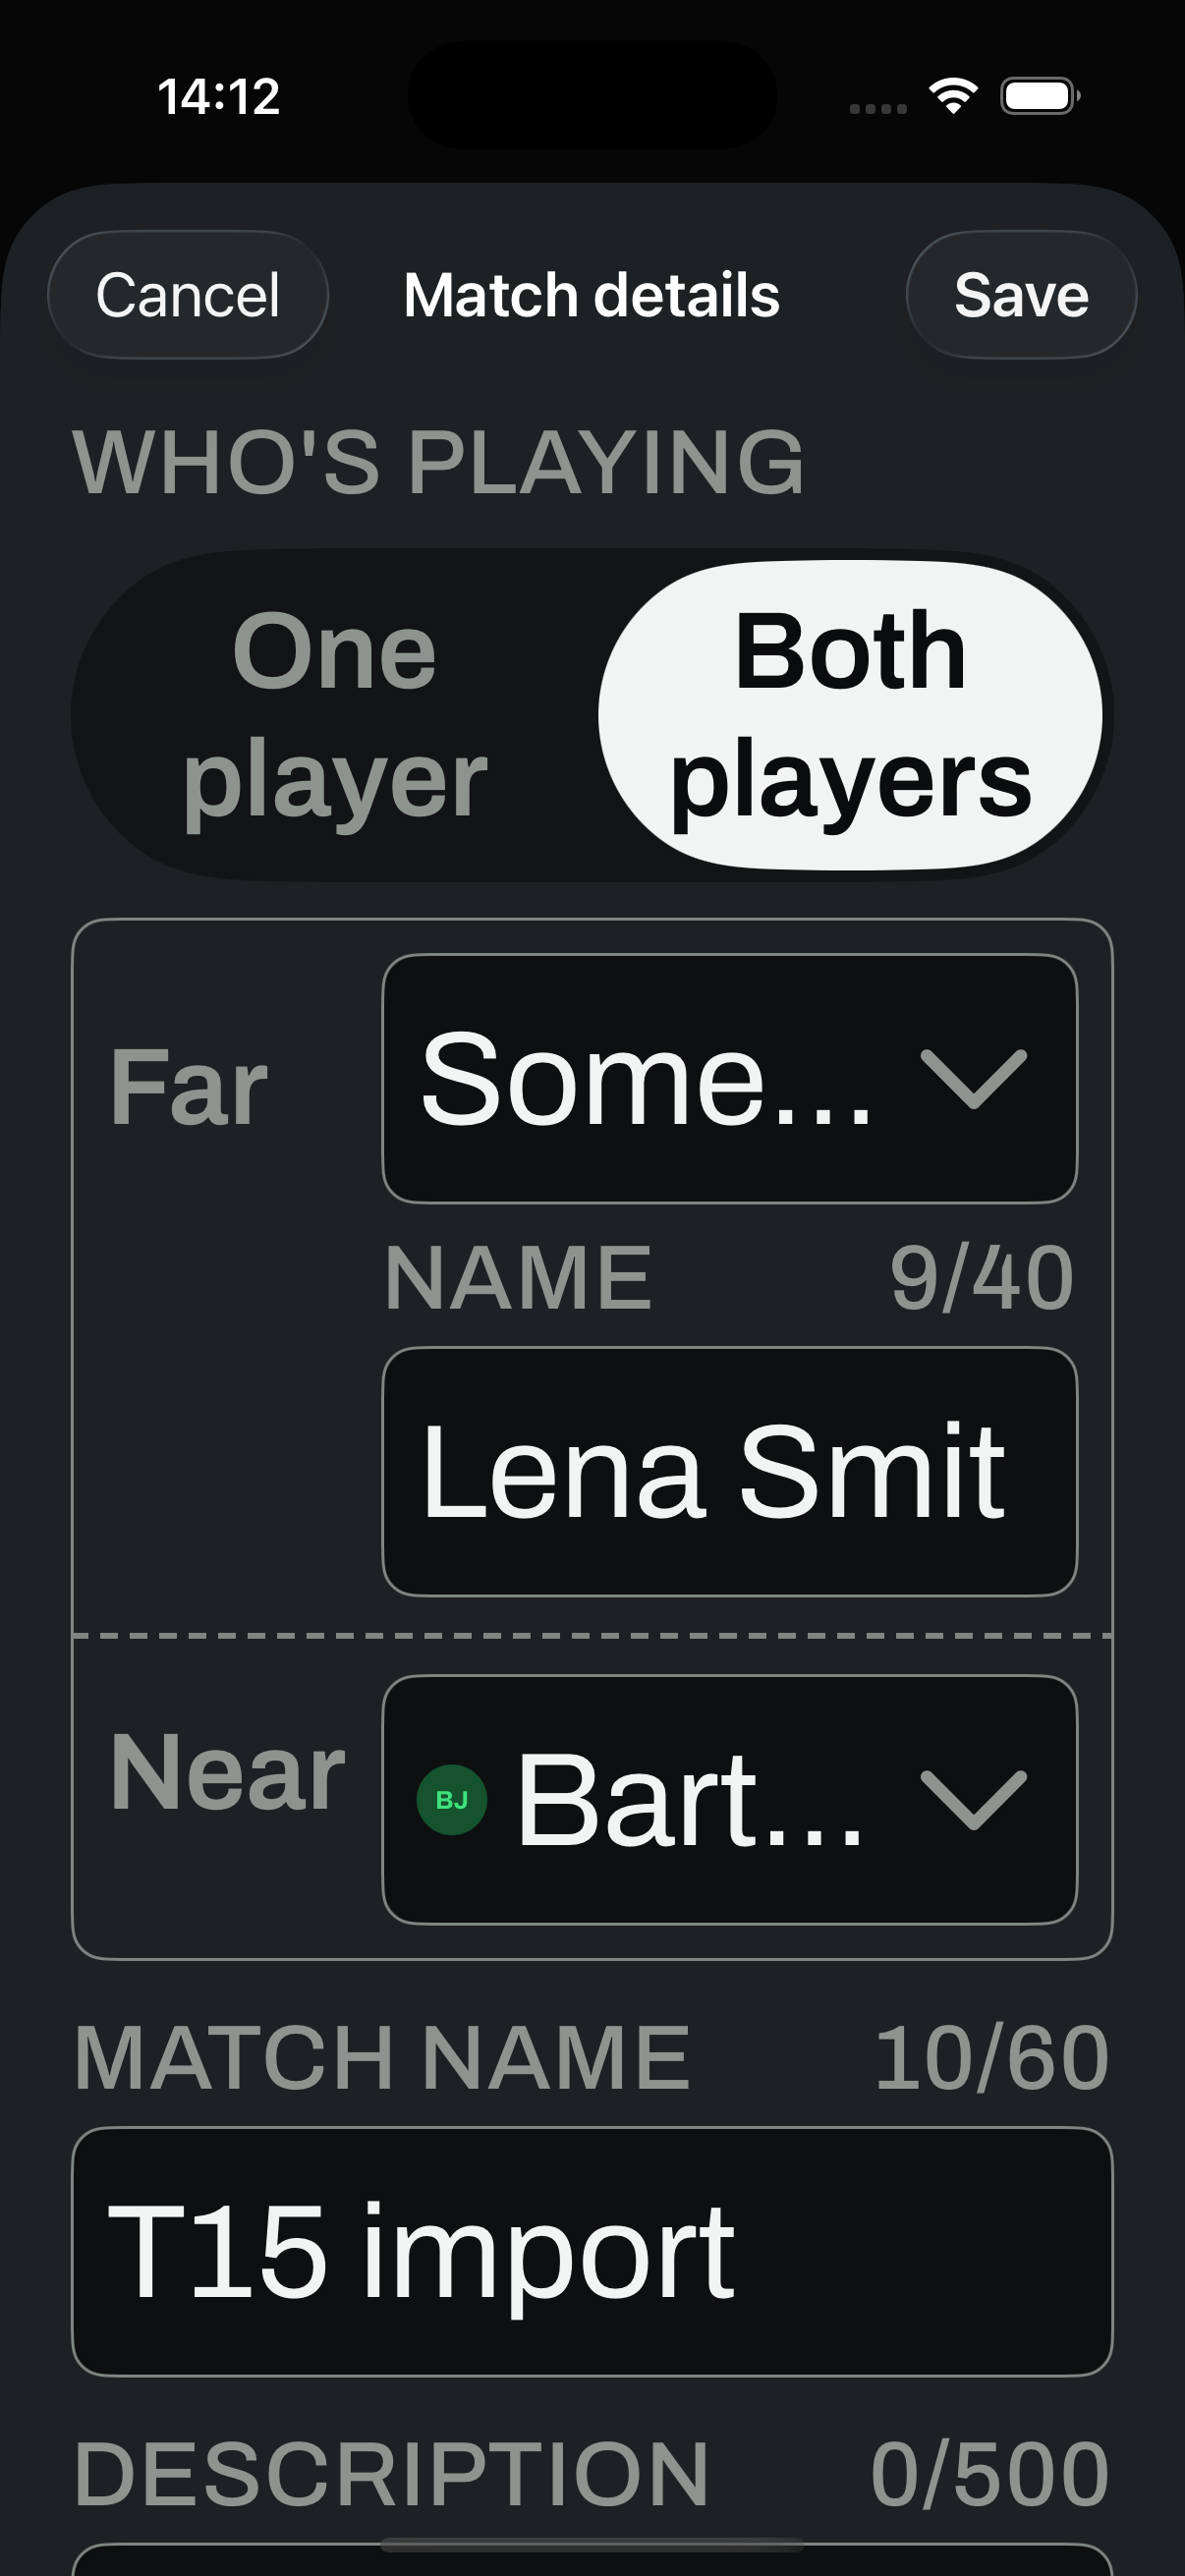 14:12
Cancel
Match details
Save
WHO'S PLAYING
One
player
Both
players
Far
Some...
NAME
9/40
Lena Smit
Near
BJ
Bart...
MATCH NAME
10/60
T15 import
DESCRIPTION
0/500